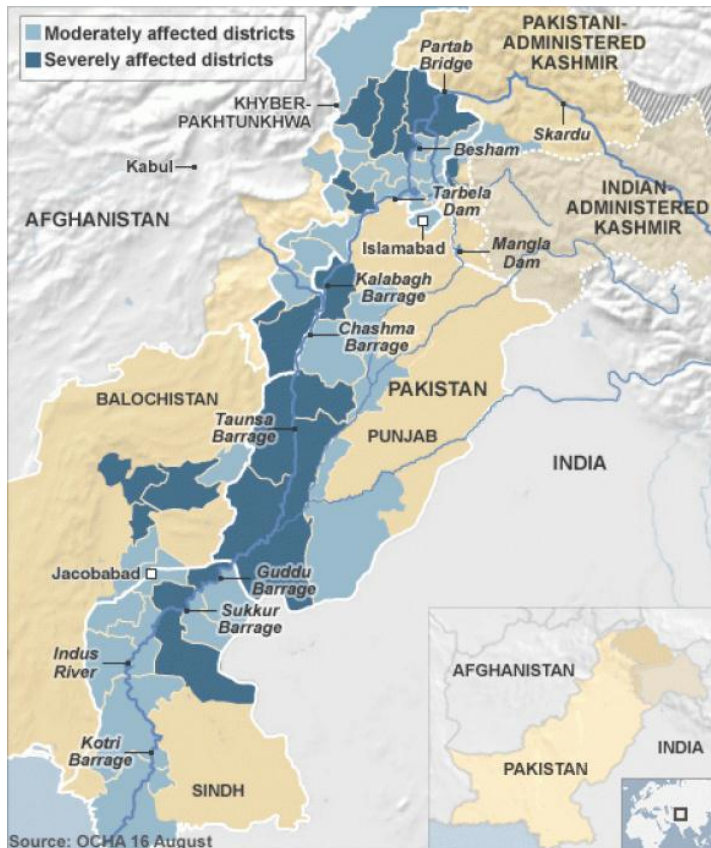 Moderately affected districts
Severely affected districts
PAKISTANI-
ADMINISTERED
KASHMIR
Partab
Bridge
KHYBER-
PAKHTUNKHWA
Skardu
Besham
Kabul
Tarbela
Dam
INDIAN-
ADMINISTERED
KASHMIR
AFGHANISTAN
Islamabad
Mangla
Dam
Kalabagh
Barrage
Chashma
Barrage
BALOCHISTAN
PAKISTAN
Taunsa
Barrage
PUNJAB
INDIA
Jacobabad
Guddu
Barrage
Sukkur
Barrage
Indus
River
Kotri
Barrage
SINDH
AFGHANISTAN
INDIA
PAKISTAN
Source: OCHA 16 August